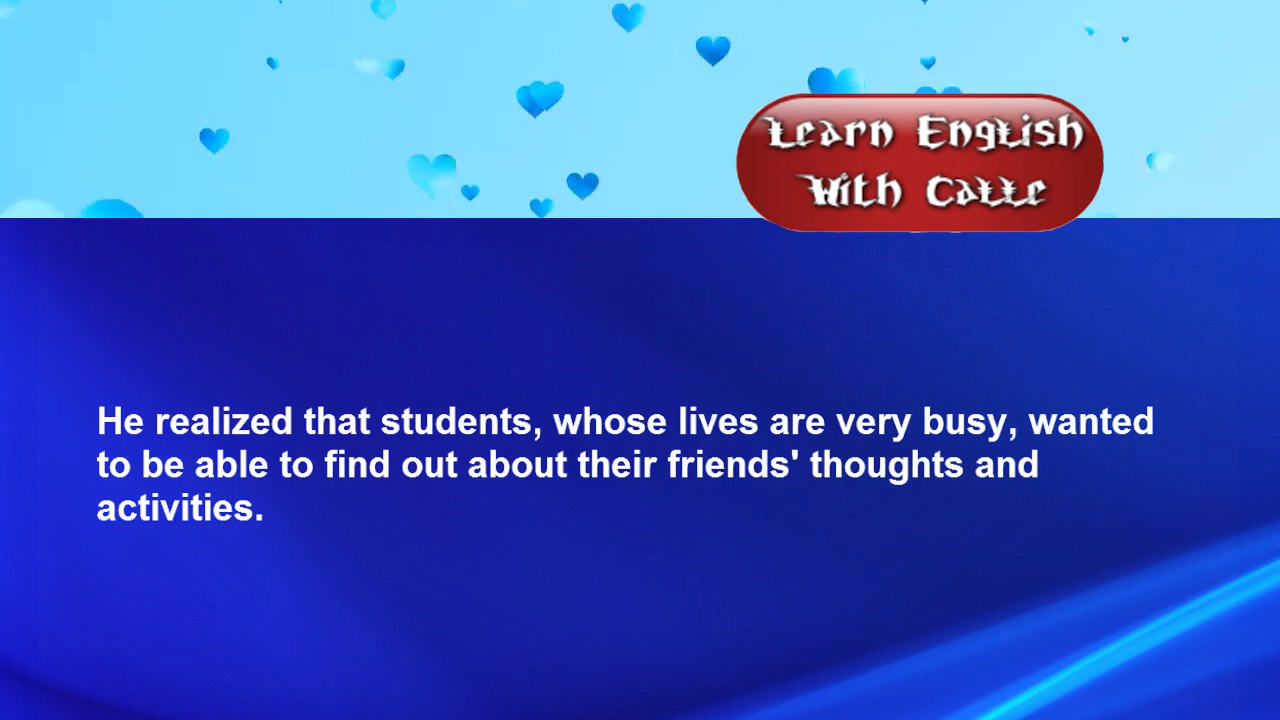 Learn English
With Catte
He realized that students, whose lives are very busy, wanted
to be able to find out about their friends' thoughts and
activities.